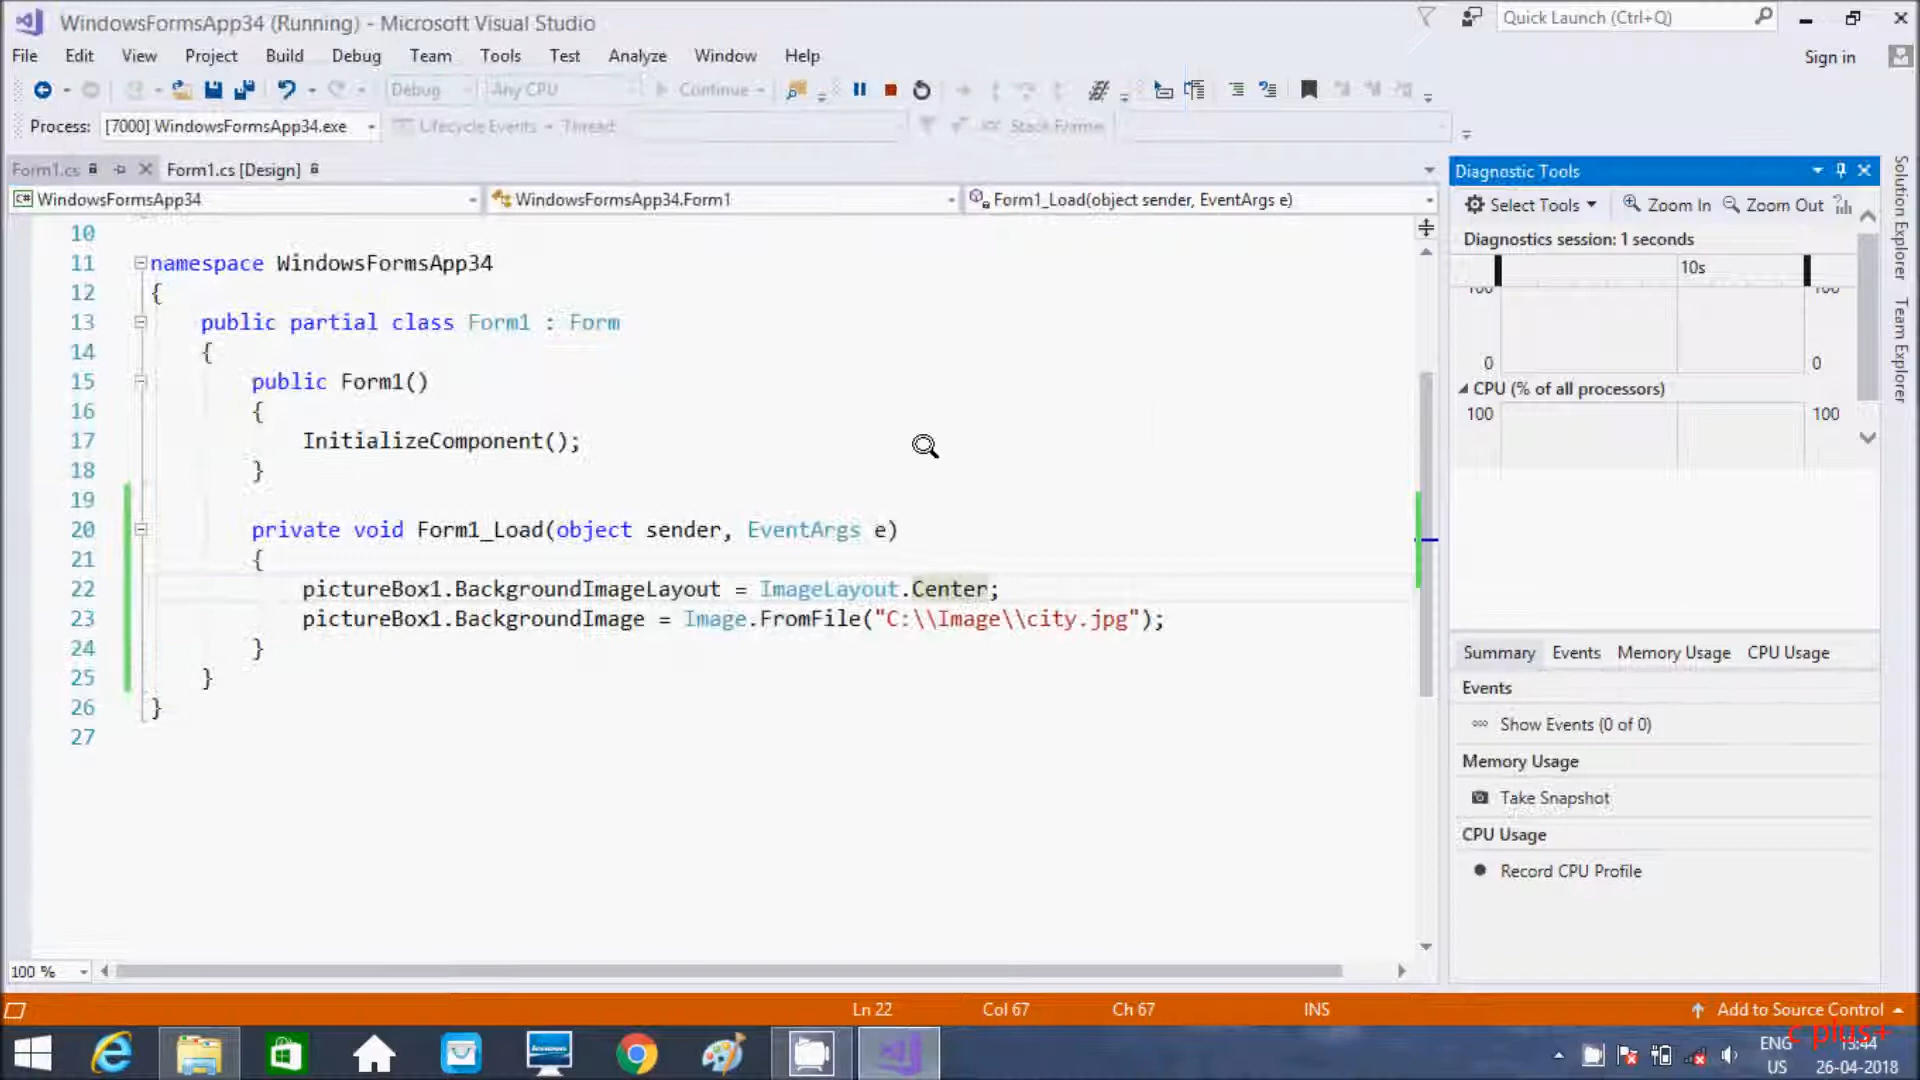 WindowsFormsApp34 (Running) - Microsoft Visual Studio
Quick Launch (Ctrl+Q)
File Edit View Project Build Debug Team Tools Test Analyze Window Help
Sign in
Debug Any CPU Continue
Process: [7000] WindowsFormsApp34.exe Lifecycle Events Thread: Stack Frame:
Form1.cs Form1.cs [Design]
WindowsFormsApp34 WindowsFormsApp34.Form1 Form1_Load(object sender, EventArgs e)
10
11 namespace WindowsFormsApp34
12 {
13 public partial class Form1 : Form
14 {
15 public Form1()
16 {
17 InitializeComponent();
18 }
19
20 private void Form1_Load(object sender, EventArgs e)
21 {
22 pictureBox1.BackgroundImageLayout = ImageLayout.Center;
23 pictureBox1.BackgroundImage = Image.FromFile("C:\\Image\\city.jpg");
24 }
25 }
26 }
27
100 %
Diagnostic Tools
Select Tools Zoom In Zoom Out
Diagnostics session: 1 seconds
10s
100 100
0 0
CPU (% of all processors)
100 100
Summary Events Memory Usage CPU Usage
Events
Show Events (0 of 0)
Memory Usage
Take Snapshot
CPU Usage
Record CPU Profile
Solution Explorer
Team Explorer
Ln 22 Col 67 Ch 67 INS Add to Source Control
c plus+
ENG 13:44
US 26-04-2018